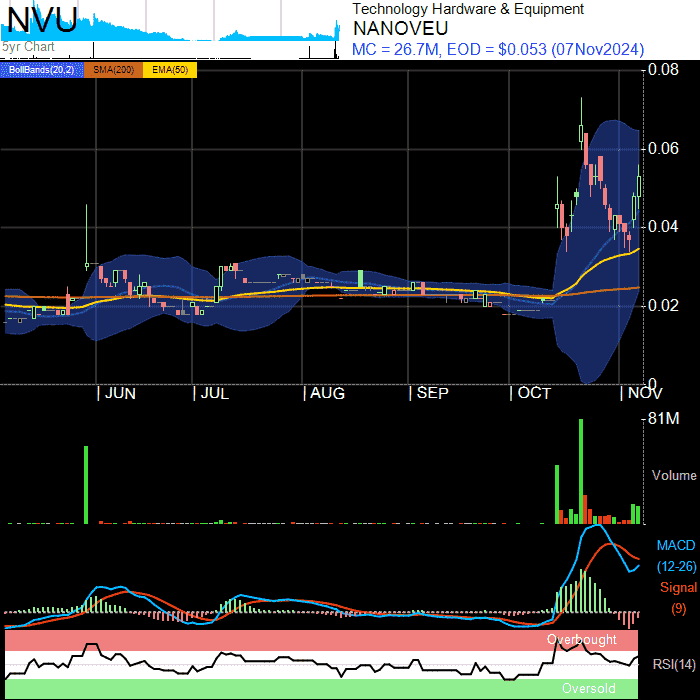 NVU
5yr Chart
Technology Hardware & Equipment
NANOVEU
MC = 26.7M, EOD = $0.053 (07Nov2024)
BollBands(20,2) SMA(200) EMA(50)
0.08
0.06
0.04
0.02
0
JUN JUL AUG SEP OCT NOV
81M
Volume
MACD
(12-26)
Signal
(9)
Overbought
RSI(14)
Oversold